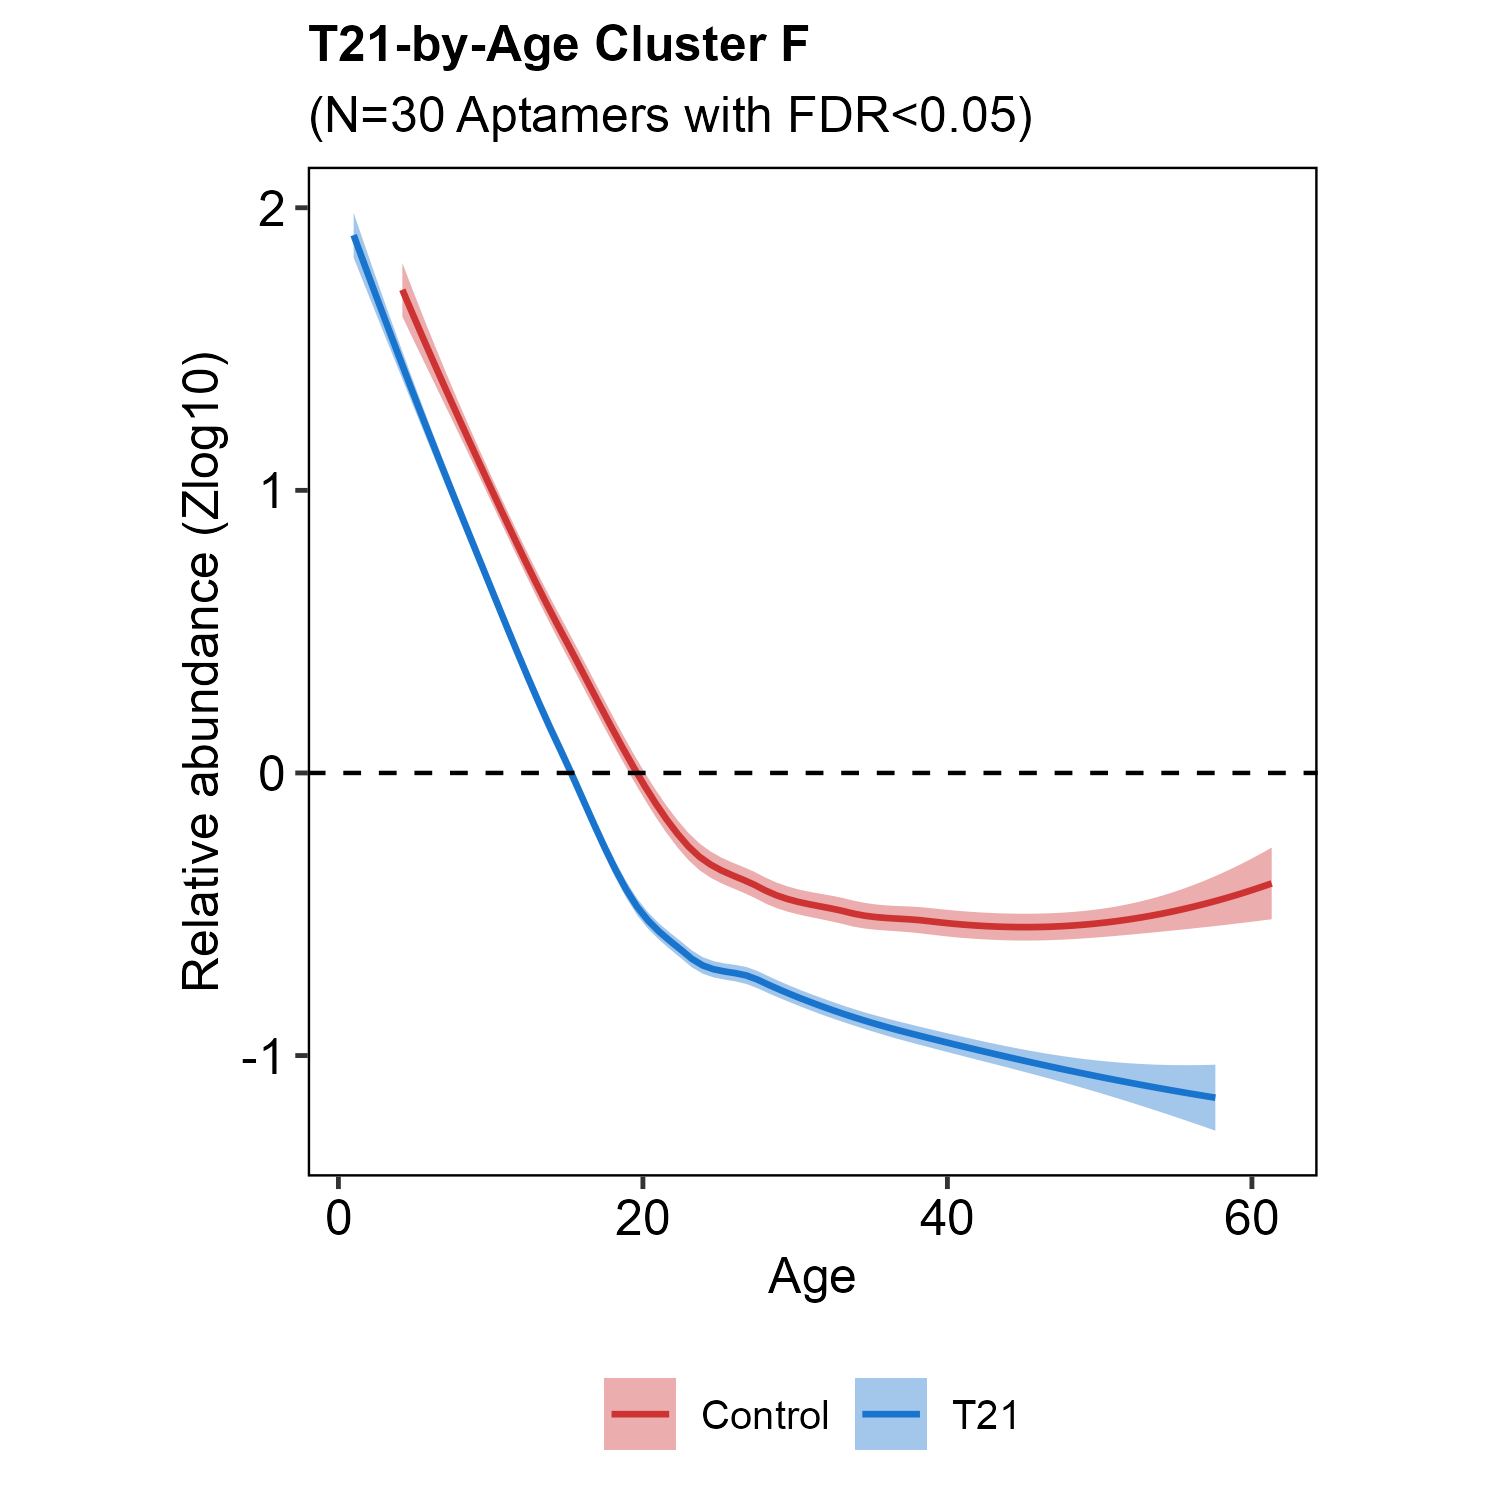 T21-by-Age Cluster F
(N=30 Aptamers with FDR<0.05)
Relative abundance (Zlog10)
2
1
0
-1
0 20 40 60
Age
Control T21